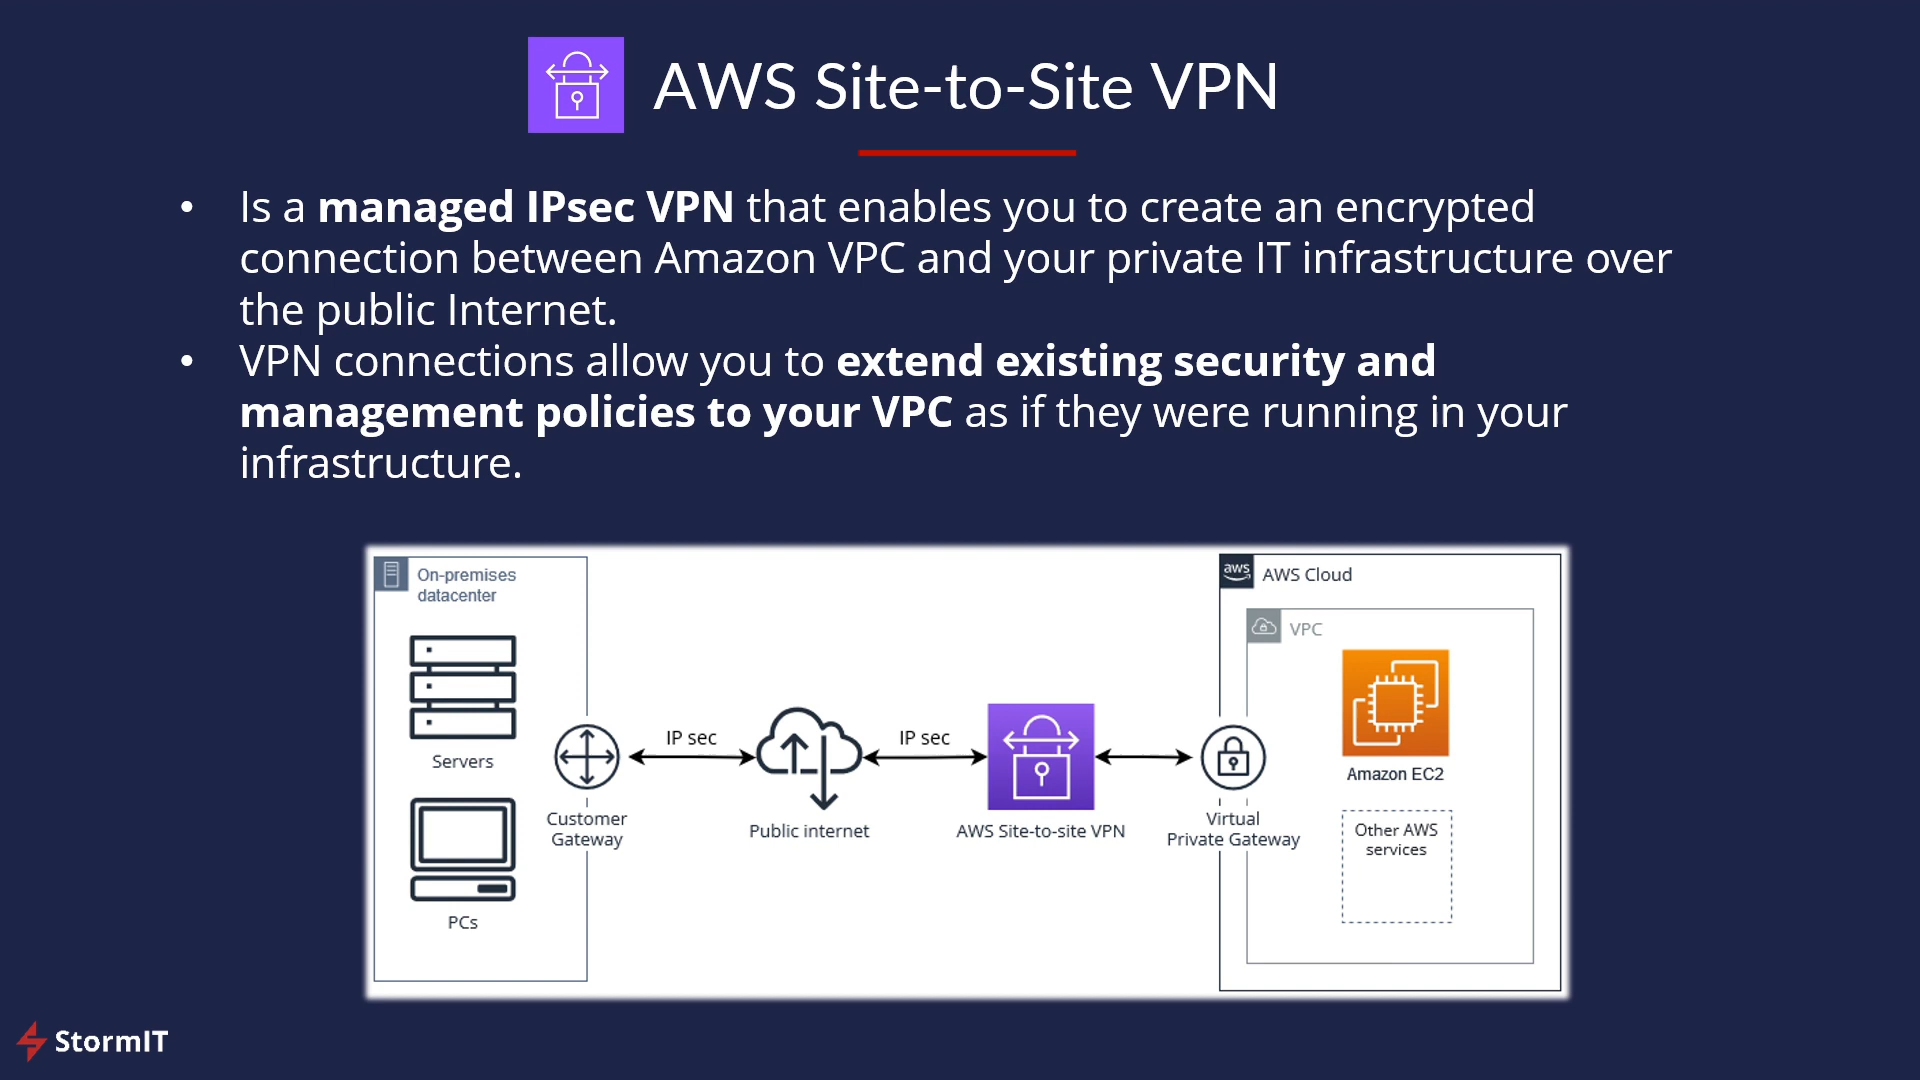 AWS Site-to-Site VPN
• Is a managed IPsec VPN that enables you to create an encrypted
connection between Amazon VPC and your private IT infrastructure over
the public Internet.
• VPN connections allow you to extend existing security and
management policies to your VPC as if they were running in your
infrastructure.
On-premises
datacenter
Servers
PCs
Customer
Gateway
IP sec
Public internet
IP sec
AWS Site-to-site VPN
Virtual
Private Gateway
aws
AWS Cloud
VPC
Amazon EC2
Other AWS
services
StormIT